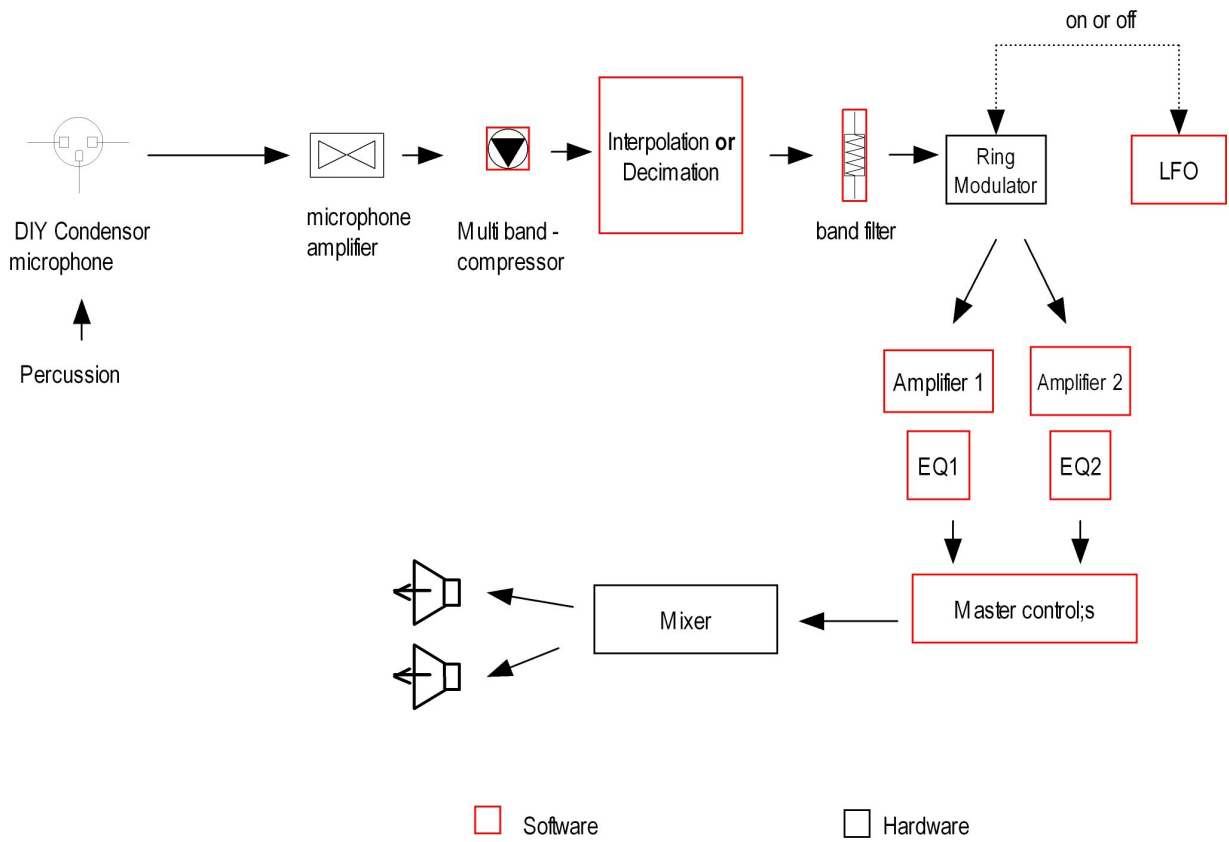 on or off
Interpolation or
Decimation
Ring
Modulator
LFO
DIY Condensor
microphone
microphone
amplifier
Multi band -
compressor
band filter
Percussion
Amplifier 1
Amplifier 2
EQ1
EQ2
Master control;s
Mixer
Software
Hardware